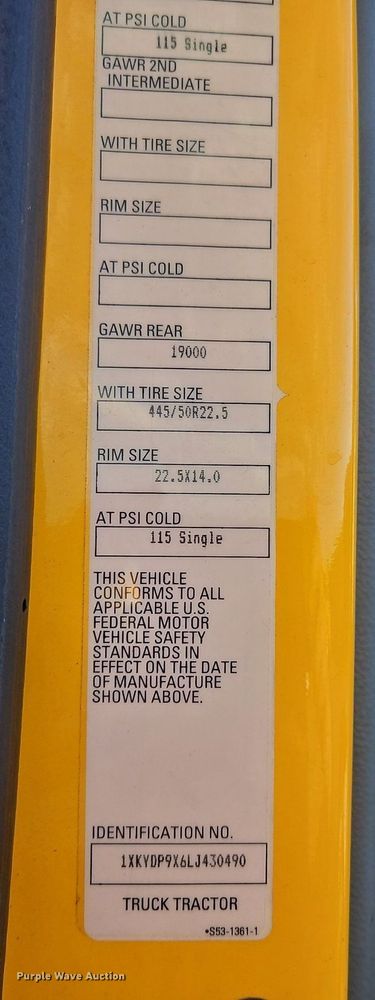 AT PSI COLD
115 Single
GAWR 2ND
INTERMEDIATE
WITH TIRE SIZE
RIM SIZE
AT PSI COLD
GAWR REAR
19000
WITH TIRE SIZE
445/50R22.5
RIM SIZE
22.5X14.0
AT PSI COLD
115 Single
THIS VEHICLE
CONFORMS TO ALL
APPLICABLE U.S.
FEDERAL MOTOR
VEHICLE SAFETY
STANDARDS IN
EFFECT ON THE DATE
OF MANUFACTURE
SHOWN ABOVE.
IDENTIFICATION NO.
1XKYDP9X6LJ430490
TRUCK TRACTOR
•S53-1361-1
Purple Wave Auction